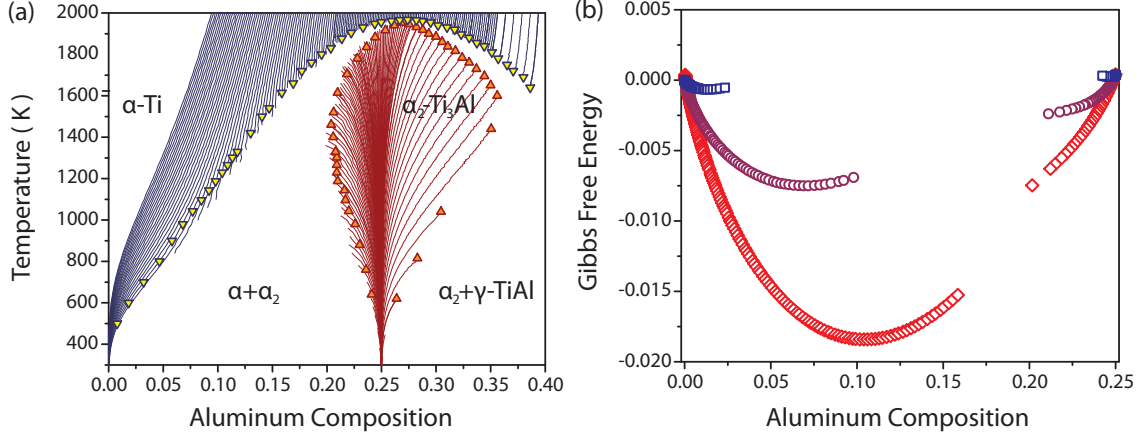 (a)
2000
1800
1600
1400
1200
1000
800
600
400
Temperature ( K )
α-Ti
α₂-Ti₃Al
α+α₂
α₂+γ-TiAl
0.00 0.05 0.10 0.15 0.20 0.25 0.30 0.35 0.40
Aluminum Composition
(b)
0.000
-0.005
-0.010
-0.015
-0.020
Gibbs Free Energy
0.00 0.05 0.10 0.15 0.20 0.25
Aluminum Composition